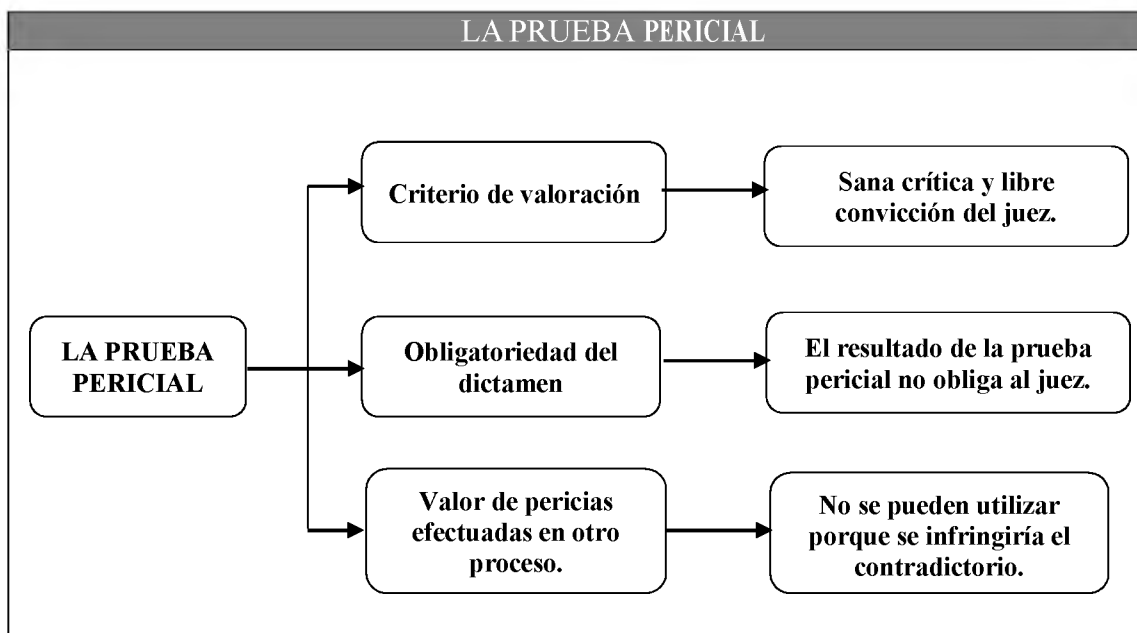 LA PRUEBA PERICIAL
Criterio de valoración
Sana crítica y libre
convicción del juez.
LA PRUEBA
PERICIAL
Obligatoriedad del
dictamen
El resultado de la prueba
pericial no obliga al juez.
Valor de pericias
efectuadas en otro
proceso.
No se pueden utilizar
porque se infringiría el
contradictorio.